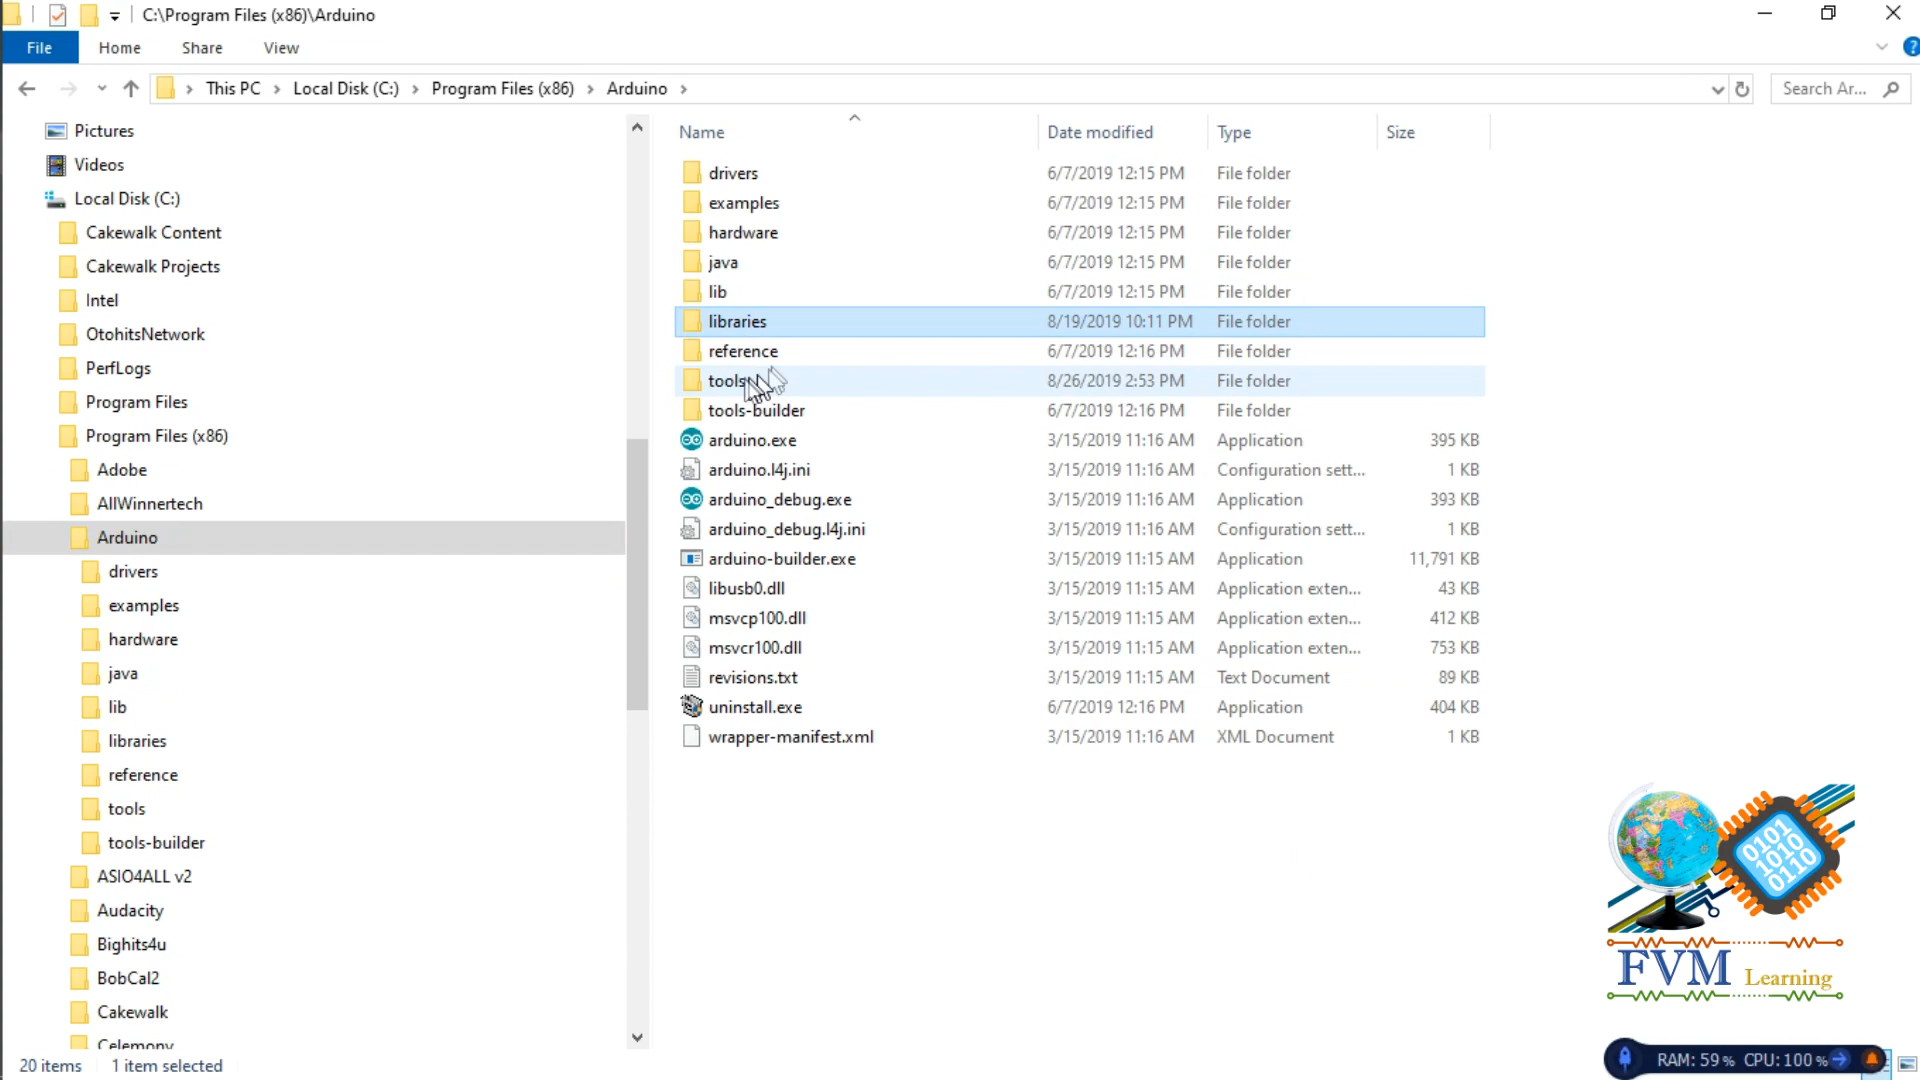 C:\Program Files (x86)\Arduino
File Home Share View
This PC Local Disk (C:) Program Files (x86) Arduino
Search Ar...
Pictures
Videos
Local Disk (C:)
Cakewalk Content
Cakewalk Projects
Intel
OtohitsNetwork
PerfLogs
Program Files
Program Files (x86)
Adobe
AllWinnertech
Arduino
drivers
examples
hardware
java
lib
libraries
reference
tools
tools-builder
ASIO4ALL v2
Audacity
Bighits4u
BobCal2
Cakewalk
Celemony
Name Date modified Type Size
drivers 6/7/2019 12:15 PM File folder
examples 6/7/2019 12:15 PM File folder
hardware 6/7/2019 12:15 PM File folder
java 6/7/2019 12:15 PM File folder
lib 6/7/2019 12:15 PM File folder
libraries 8/19/2019 10:11 PM File folder
reference 6/7/2019 12:16 PM File folder
tools 8/26/2019 2:53 PM File folder
tools-builder 6/7/2019 12:16 PM File folder
arduino.exe 3/15/2019 11:16 AM Application 395 KB
arduino.l4j.ini 3/15/2019 11:16 AM Configuration sett... 1 KB
arduino_debug.exe 3/15/2019 11:16 AM Application 393 KB
arduino_debug.l4j.ini 3/15/2019 11:16 AM Configuration sett... 1 KB
arduino-builder.exe 3/15/2019 11:15 AM Application 11,791 KB
libusb0.dll 3/15/2019 11:15 AM Application exten... 43 KB
msvcp100.dll 3/15/2019 11:15 AM Application exten... 412 KB
msvcr100.dll 3/15/2019 11:15 AM Application exten... 753 KB
revisions.txt 3/15/2019 11:15 AM Text Document 89 KB
uninstall.exe 6/7/2019 12:16 PM Application 404 KB
wrapper-manifest.xml 3/15/2019 11:16 AM XML Document 1 KB
0101
1010
0110
FVM Learning
20 items 1 item selected
RAM: 59% CPU: 100%